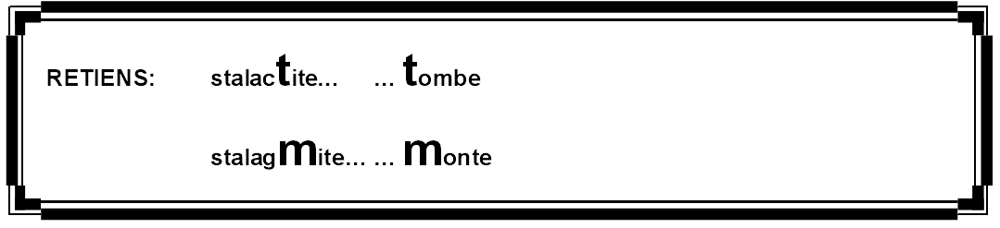 RETIENS: stalactite... ... tombe
stalagmite... ... monte